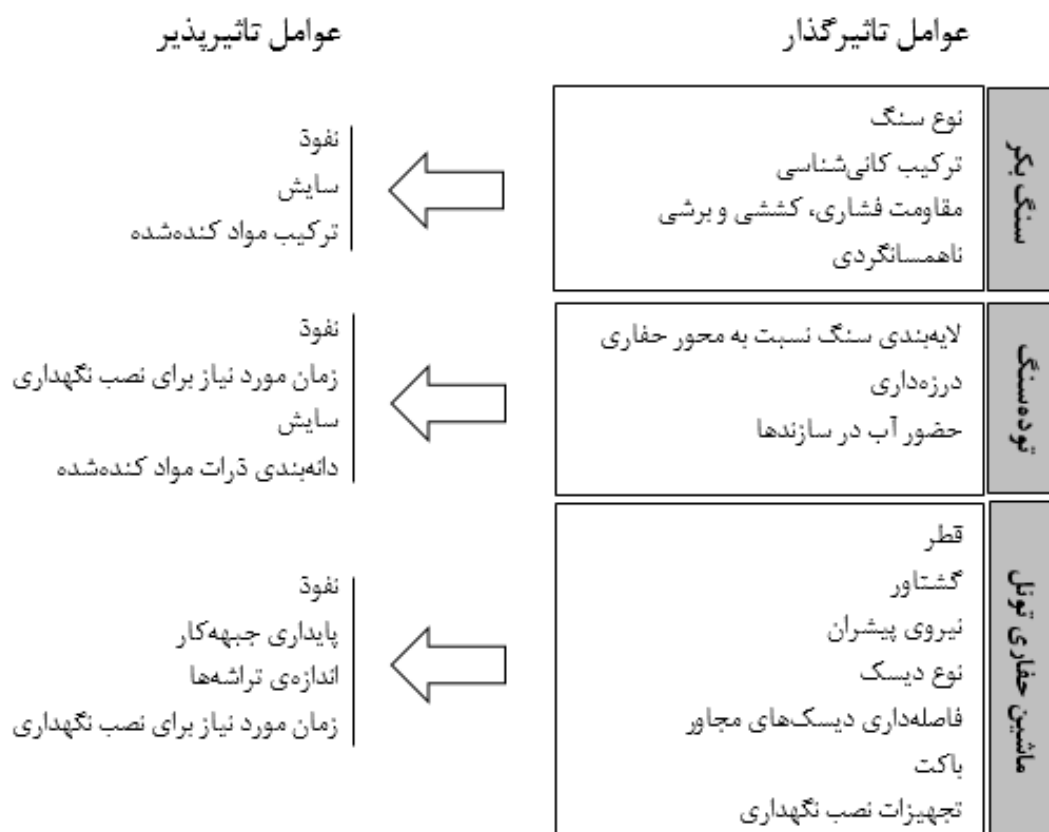 عوامل تاثیرگذار
عوامل تاثیرپذیر
سنگ بکر
نوع سنگ
ترکیب کانی‌شناسی
مقاومت فشاری، کششی و برشی
ناهمسانگردی
نفوذ
سایش
ترکیب مواد کنده‌شده
توده‌سنگ
لایه‌بندی سنگ نسبت به محور حفاری
درزه‌داری
حضور آب در سازندها
نفوذ
زمان مورد نیاز برای نصب نگهداری
سایش
دانه‌بندی ذرات مواد کنده‌شده
ماشین حفاری تونل
قطر
گشتاور
نیروی پیشران
نوع دیسک
فاصله‌داری دیسک‌های مجاور
باکت
تجهیزات نصب نگهداری
نفوذ
پایداری جبهه‌کار
اندازه‌ی تراشه‌ها
زمان مورد نیاز برای نصب نگهداری